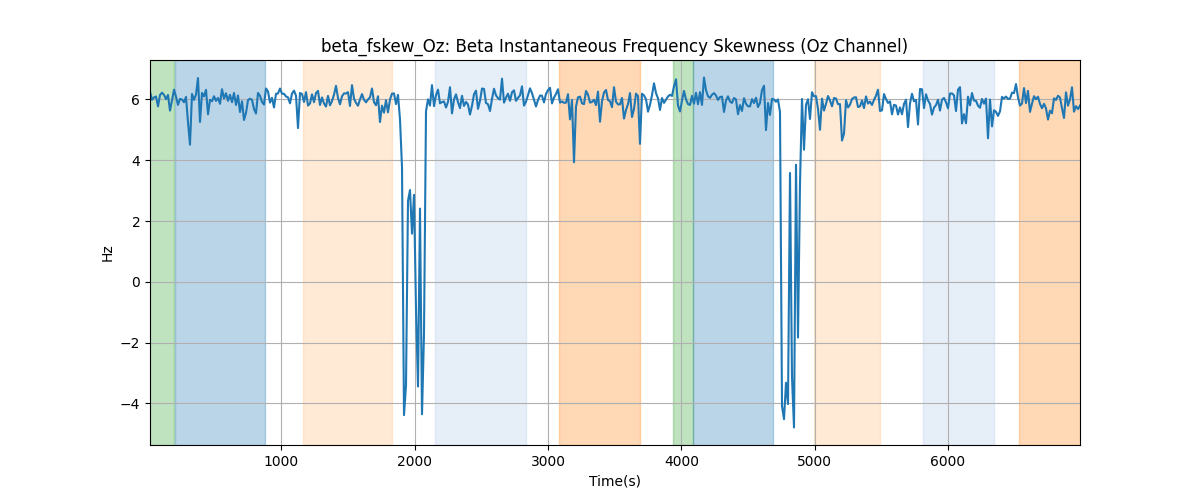 beta_fskew_Oz: Beta Instantaneous Frequency Skewness (Oz Channel)
Hz
6
4
2
0
−2
−4
1000 2000 3000 4000 5000 6000
Time(s)